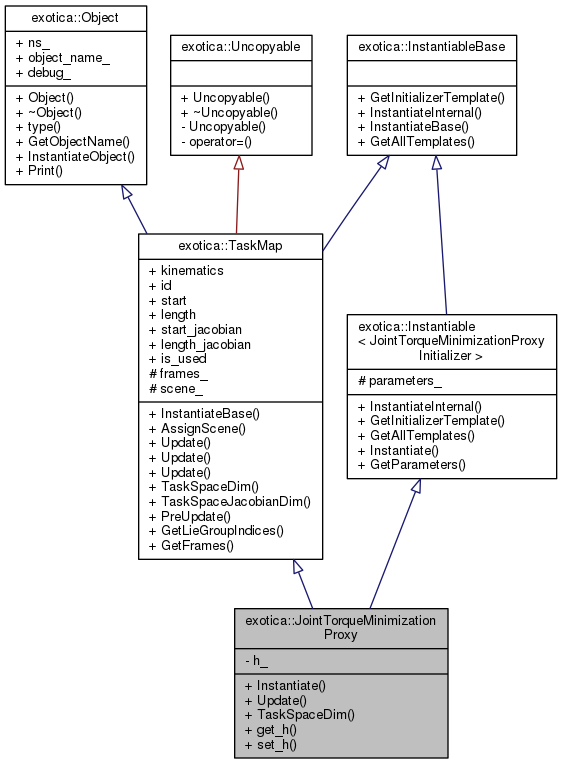 exotica::Object
+ ns_
+ object_name_
+ debug_
+ Object()
+ ~Object()
+ type()
+ GetObjectName()
+ InstantiateObject()
+ Print()
exotica::Uncopyable
+ Uncopyable()
+ ~Uncopyable()
- Uncopyable()
- operator=()
exotica::InstantiableBase
+ GetInitializerTemplate()
+ InstantiateInternal()
+ InstantiateBase()
+ GetAllTemplates()
exotica::TaskMap
+ kinematics
+ id
+ start
+ length
+ start_jacobian
+ length_jacobian
+ is_used
# frames_
# scene_
+ InstantiateBase()
+ AssignScene()
+ Update()
+ Update()
+ Update()
+ TaskSpaceDim()
+ TaskSpaceJacobianDim()
+ PreUpdate()
+ GetLieGroupIndices()
+ GetFrames()
exotica::Instantiable
< JointTorqueMinimizationProxy
Initializer >
# parameters_
+ InstantiateInternal()
+ GetInitializerTemplate()
+ GetAllTemplates()
+ Instantiate()
+ GetParameters()
exotica::JointTorqueMinimization
Proxy
- h_
+ Instantiate()
+ Update()
+ TaskSpaceDim()
+ get_h()
+ set_h()